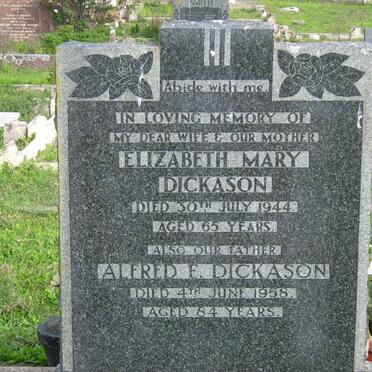 Abide with me
IN LOVING MEMORY OF
MY DEAR WIFE & OUR MOTHER
ELIZABETH MARY
DICKASON
DIED 30TH JULY 1944
AGED 65 YEARS
ALSO OUR FATHER
ALFRED E. DICKASON
DIED 4TH JUNE 1958.
AGED 84 YEARS.